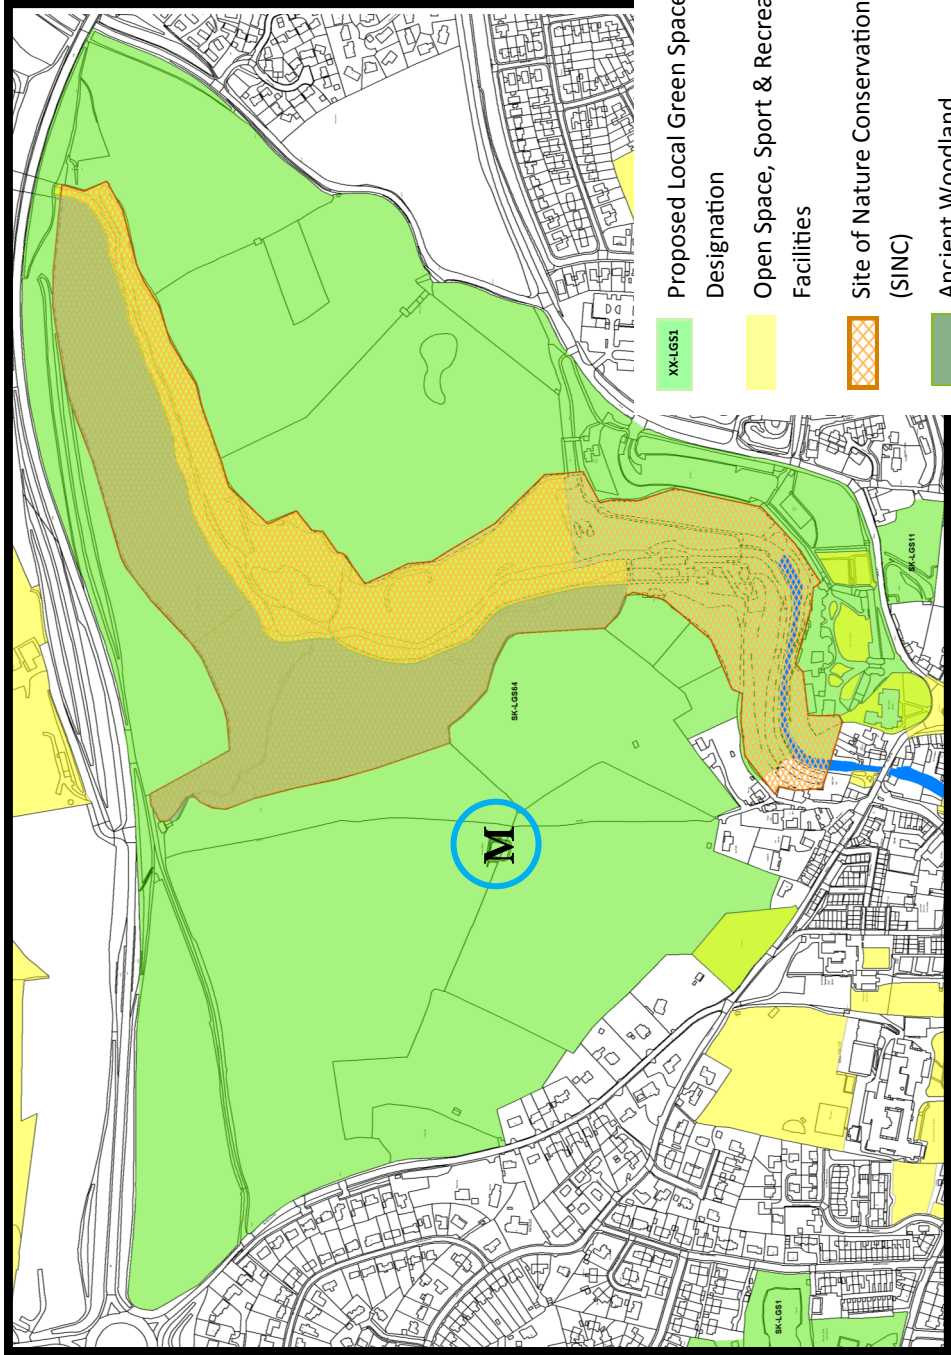 SK-LGS64
M
SK-LGS11
SK-LGS1
XX-LGS1
Proposed Local Green Space
Designation
Open Space, Sport & Recrea
Facilities
Site of Nature Conservation
(SINC)
Ancient Woodland